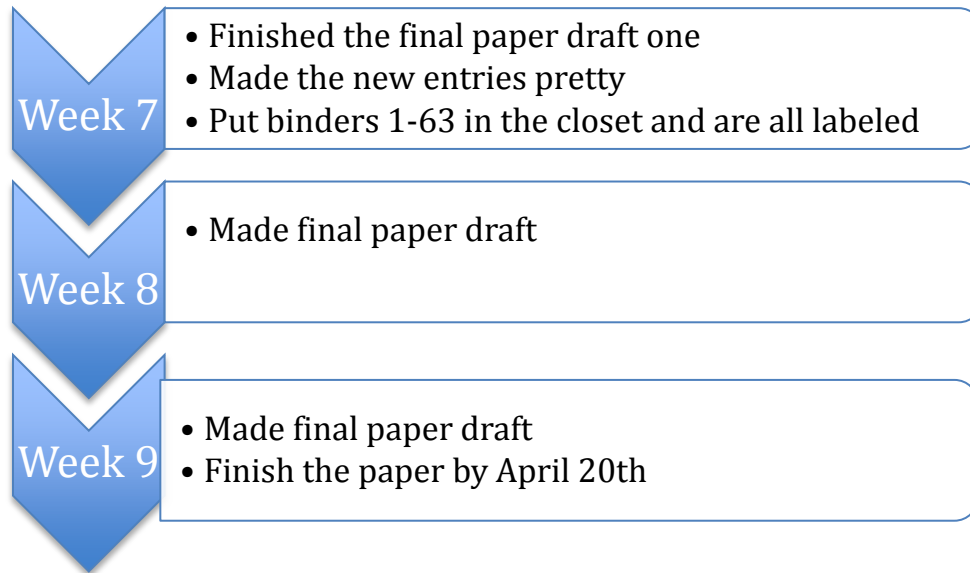 Week 7
• Finished the final paper draft one
• Made the new entries pretty
• Put binders 1-63 in the closet and are all labeled
Week 8
• Made final paper draft
Week 9
• Made final paper draft
• Finish the paper by April 20th